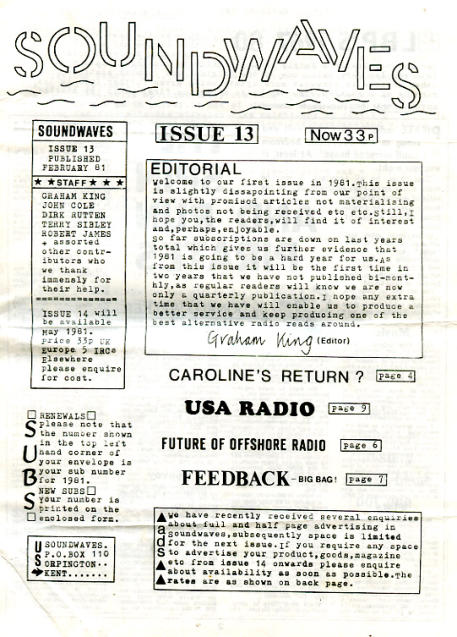 SOUNDWAVES
SOUNDWAVES
ISSUE 13
PUBLISHED
FEBRUARY 81
★ ★ STAFF ★ ★ ★
GRAHAM KING
JOHN COLE
DIRK RUTTEN
TERRY SIBLEY
ROBERT JAMES
+ assorted
other contr-
ibutors who
we thank
immensly for
their help.
==============
ISSUE 14 will
be available
May 1981.
price 33p UK
Europe 5 IRCs
Elsewhere
please enquire
for cost.
ISSUE 13
Now 33p
EDITORIAL
welcome to our first issue in 1981.This issue
is slightly dissapointing from our point of
view with promised articles not materialising
and photos not being received etc etc.Still,I
hope you,the readers,will find it of interest
and,perhaps,enjoyable.
so far subscriptions are down on last years
total which gives us further evidence that
1981 is going to be a hard year for us.As
from this issue it will be the first time in
two years that we have not published bi-mont-
hly,as regular readers will know we are now
only a quarterly publication.I hope any extra
time that we have will enable us to produce a
better service and keep producing one of the
best alternative radio reads around.
Graham King (Editor)
CAROLINE'S RETURN ? page 4
USA RADIO page 9
FUTURE OF OFFSHORE RADIO page 6
FEEDBACK - BIG BAG! page 7
SUBS
RENEWALS
Please note that
the number shown
in the top left
hand corner of
your envelope is
your sub number
for 1981.
NEW SUBS
Your number is
printed on the
enclosed form.
US
SOUNDWAVES.
P.O.BOX 110
ORPINGTON..
KENT.......
ads
we have recently received several enquiries
about full and half page advertising in
soundwaves,subsequently space is limited
for the next issue.If you require any space
to advertise your product,goods,magazine
etc from issue 14 onwards please enquire
about availability as soon as possible.The
rates are as shown on back page.